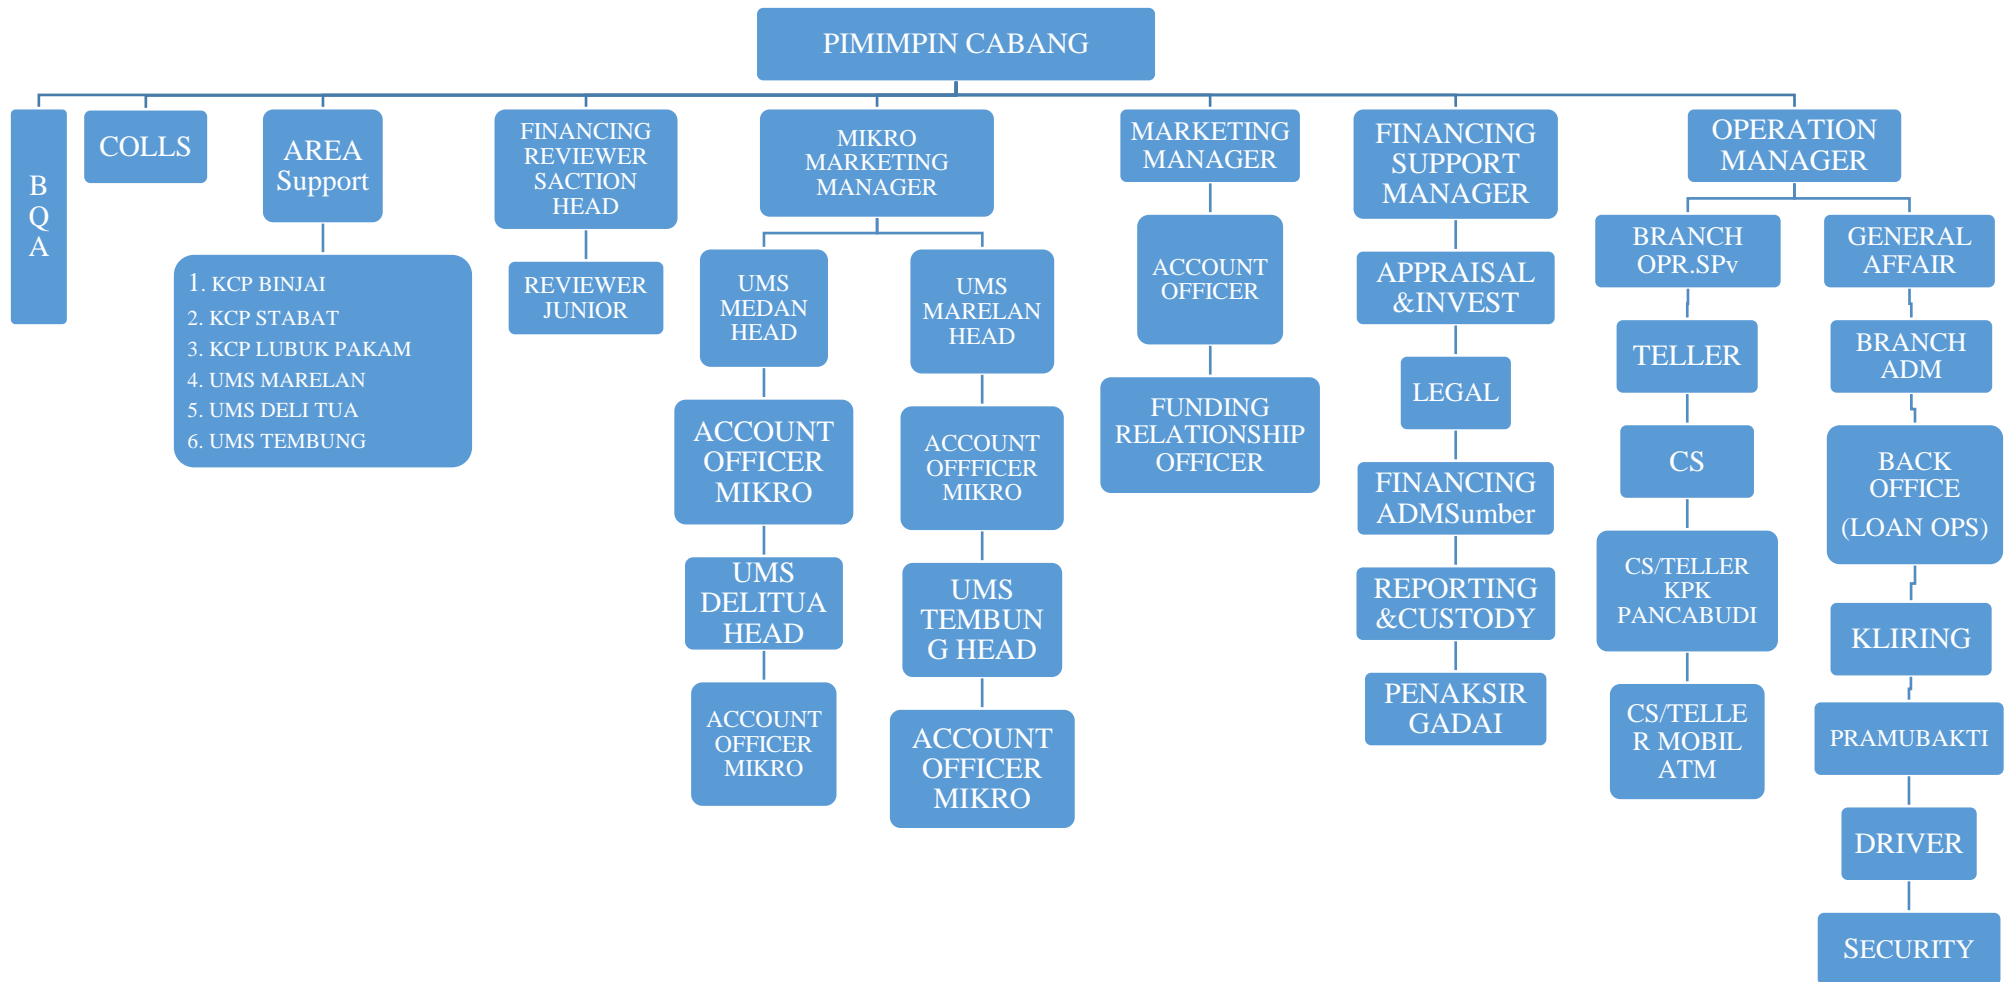 PIMIMPIN CABANG
B
Q
A
COLLS
AREA
Support
1. KCP BINJAI
2. KCP STABAT
3. KCP LUBUK PAKAM
4. UMS MARELAN
5. UMS DELI TUA
6. UMS TEMBUNG
FINANCING
REVIEWER
SACTION
HEAD
REVIEWER
JUNIOR
MIKRO
MARKETING
MANAGER
UMS
MEDAN
HEAD
ACCOUNT
OFFICER
MIKRO
UMS
DELITUA
HEAD
ACCOUNT
OFFICER
MIKRO
UMS
MARELAN
HEAD
ACCOUNT
OFFFICER
MIKRO
UMS
TEMBUN
G HEAD
ACCOUNT
OFFICER
MIKRO
MARKETING
MANAGER
ACCOUNT
OFFICER
FUNDING
RELATIONSHIP
OFFICER
FINANCING
SUPPORT
MANAGER
APPRAISAL
&INVEST
LEGAL
FINANCING
ADMSumber
REPORTING
&CUSTODY
PENAKSIR
GADAI
OPERATION
MANAGER
BRANCH
OPR.SPv
TELLER
CS
CS/TELLER
KPK
PANCABUDI
CS/TELLE
R MOBIL
ATM
GENERAL
AFFAIR
BRANCH
ADM
BACK
OFFICE
(LOAN OPS)
KLIRING
PRAMUBAKTI
DRIVER
SECURITY